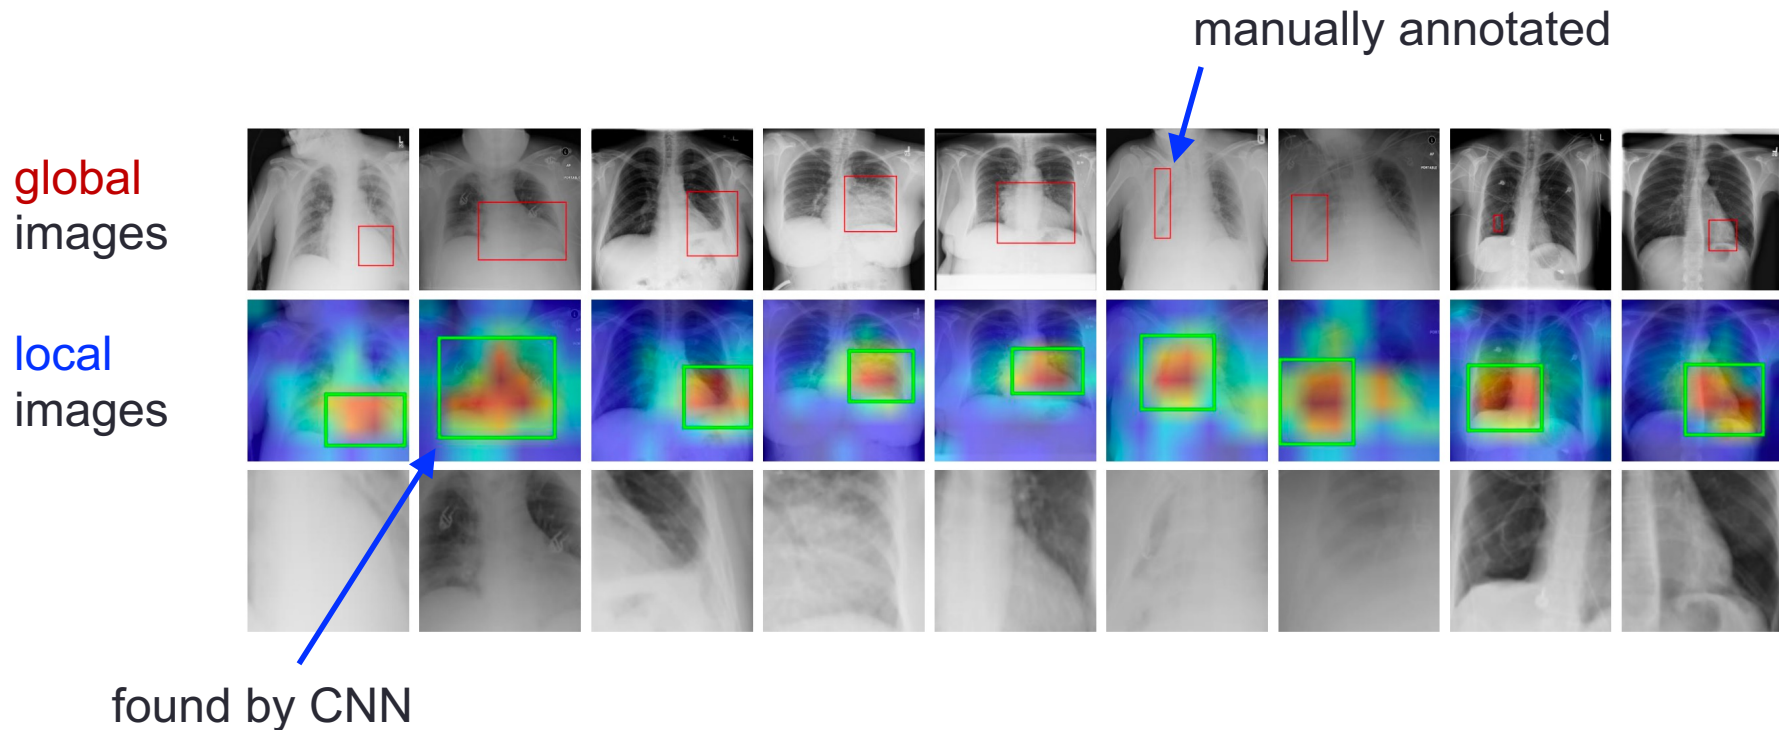 manually annotated
global
images
local
images
found by CNN